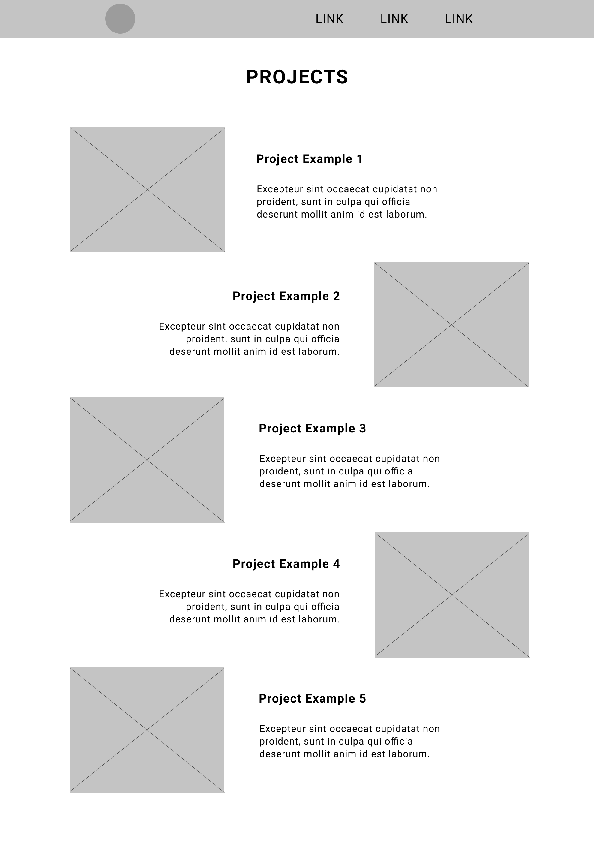 LINK LINK LINK
PROJECTS
Project Example 1
Excepteur sint occaecat cupidatat non
proident, sunt in culpa qui officia
deserunt mollit anim id est laborum.
Project Example 2
Excepteur sint occaecat cupidatat non
proident, sunt in culpa qui officia
deserunt mollit anim id est laborum.
Project Example 3
Excepteur sint occaecat cupidatat non
proident, sunt in culpa qui officia
deserunt mollit anim id est laborum.
Project Example 4
Excepteur sint occaecat cupidatat non
proident, sunt in culpa qui officia
deserunt mollit anim id est laborum.
Project Example 5
Excepteur sint occaecat cupidatat non
proident, sunt in culpa qui officia
deserunt mollit anim id est laborum.